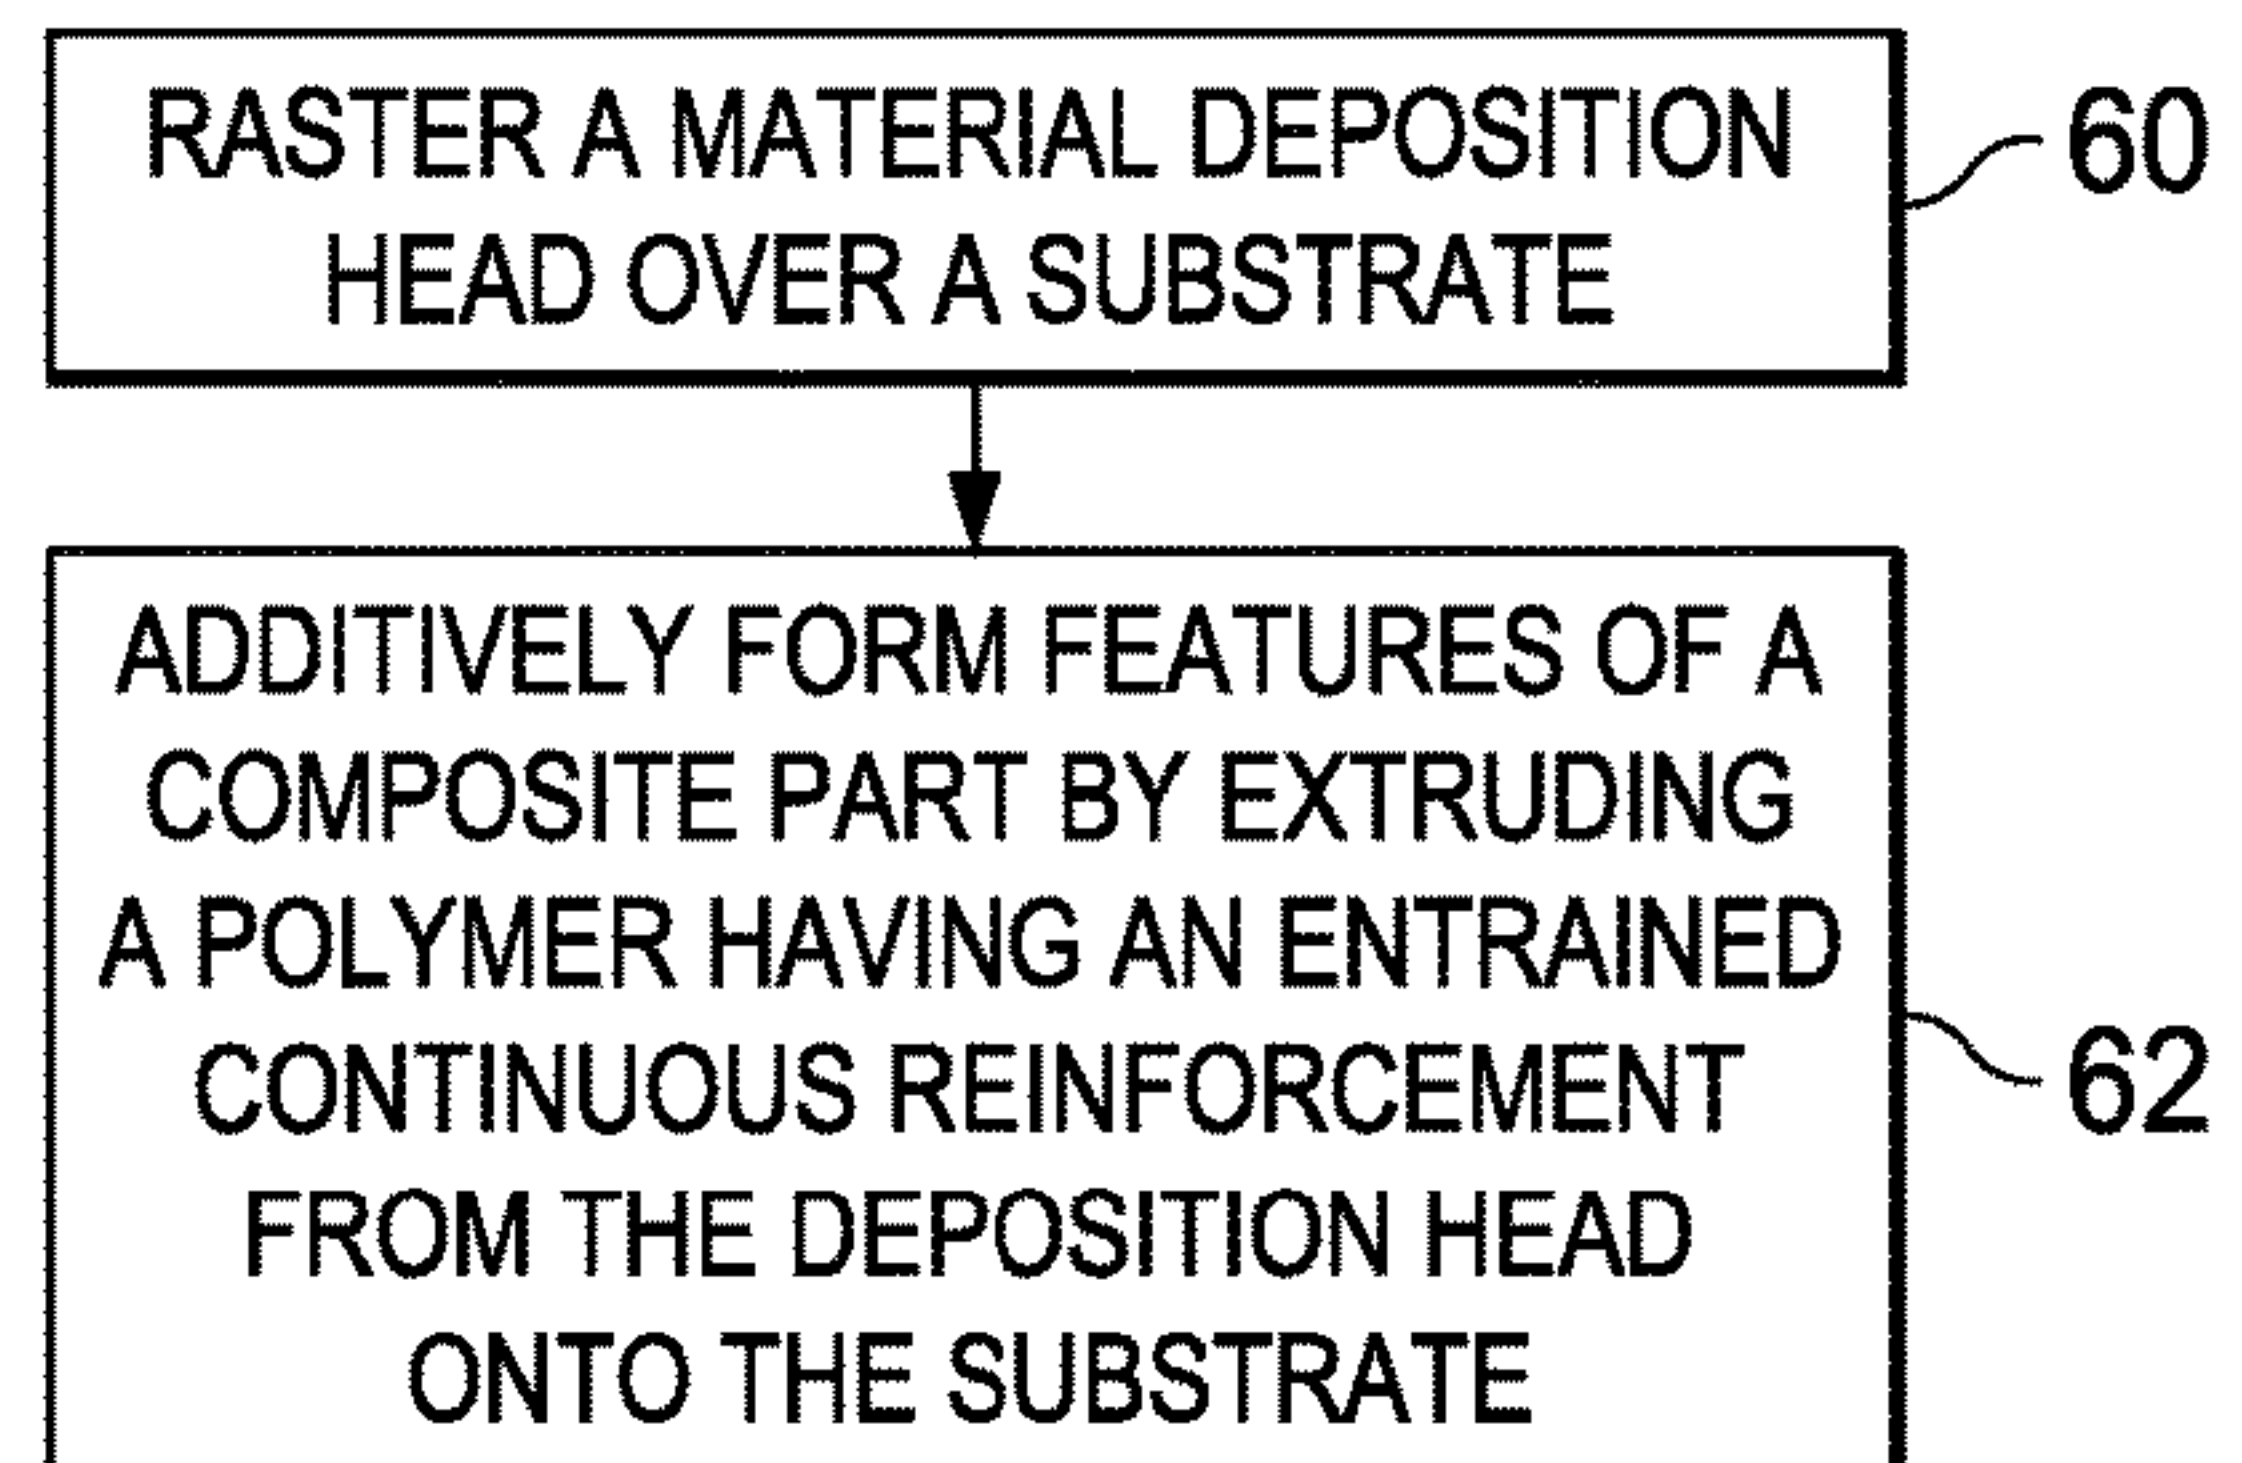 RASTER A MATERIAL DEPOSITION
HEAD OVER A SUBSTRATE
60
ADDITIVELY FORM FEATURES OF A
COMPOSITE PART BY EXTRUDING
A POLYMER HAVING AN ENTRAINED
CONTINUOUS REINFORCEMENT
FROM THE DEPOSITION HEAD
ONTO THE SUBSTRATE
62